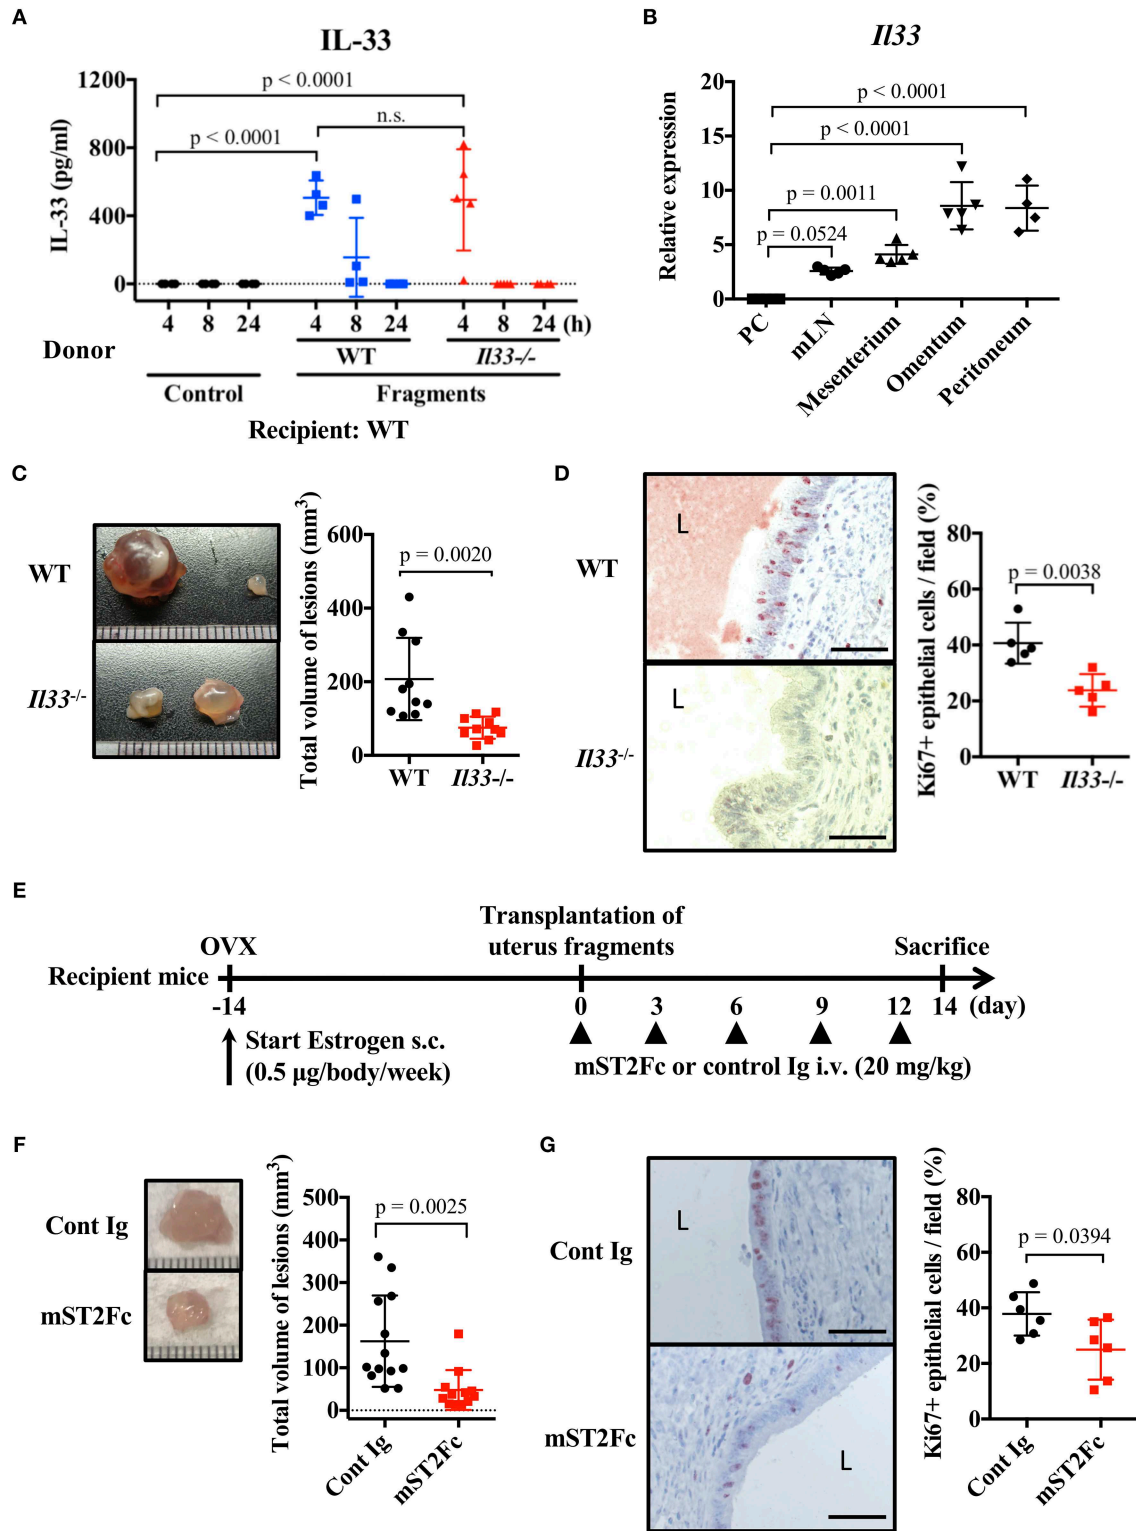 A
IL-33
IL-33 (pg/ml)
1200
800
400
0
p < 0.0001
n.s.
p < 0.0001
4 8 24 4 8 24 4 8 24 (h)
Donor
WT Il33-/-
Control Fragments
Recipient: WT
B
Il33
Relative expression
20
15
10
5
0
p < 0.0001
p < 0.0001
p = 0.0011
p = 0.0524
PC
mLN
Mesenterium
Omentum
Peritoneum
C
WT
Il33-/-
Total volume of lesions (mm3)
600
400
200
0
p = 0.0020
WT Il33-/-
D
WT
L
Il33-/-
L
Ki67+ epithelial cells / field (%)
80
60
40
20
0
p = 0.0038
WT Il33-/-
E
Transplantation of
uterus fragments
OVX
Sacrifice
Recipient mice
-14 0 3 6 9 12 14 (day)
Start Estrogen s.c.
(0.5 µg/body/week)
mST2Fc or control Ig i.v. (20 mg/kg)
F
Cont Ig
mST2Fc
Total volume of lesions (mm3)
500
400
300
200
100
0
p = 0.0025
Cont Ig
mST2Fc
G
Cont Ig
L
mST2Fc
L
Ki67+ epithelial cells / field (%)
80
60
40
20
0
p = 0.0394
Cont Ig
mST2Fc